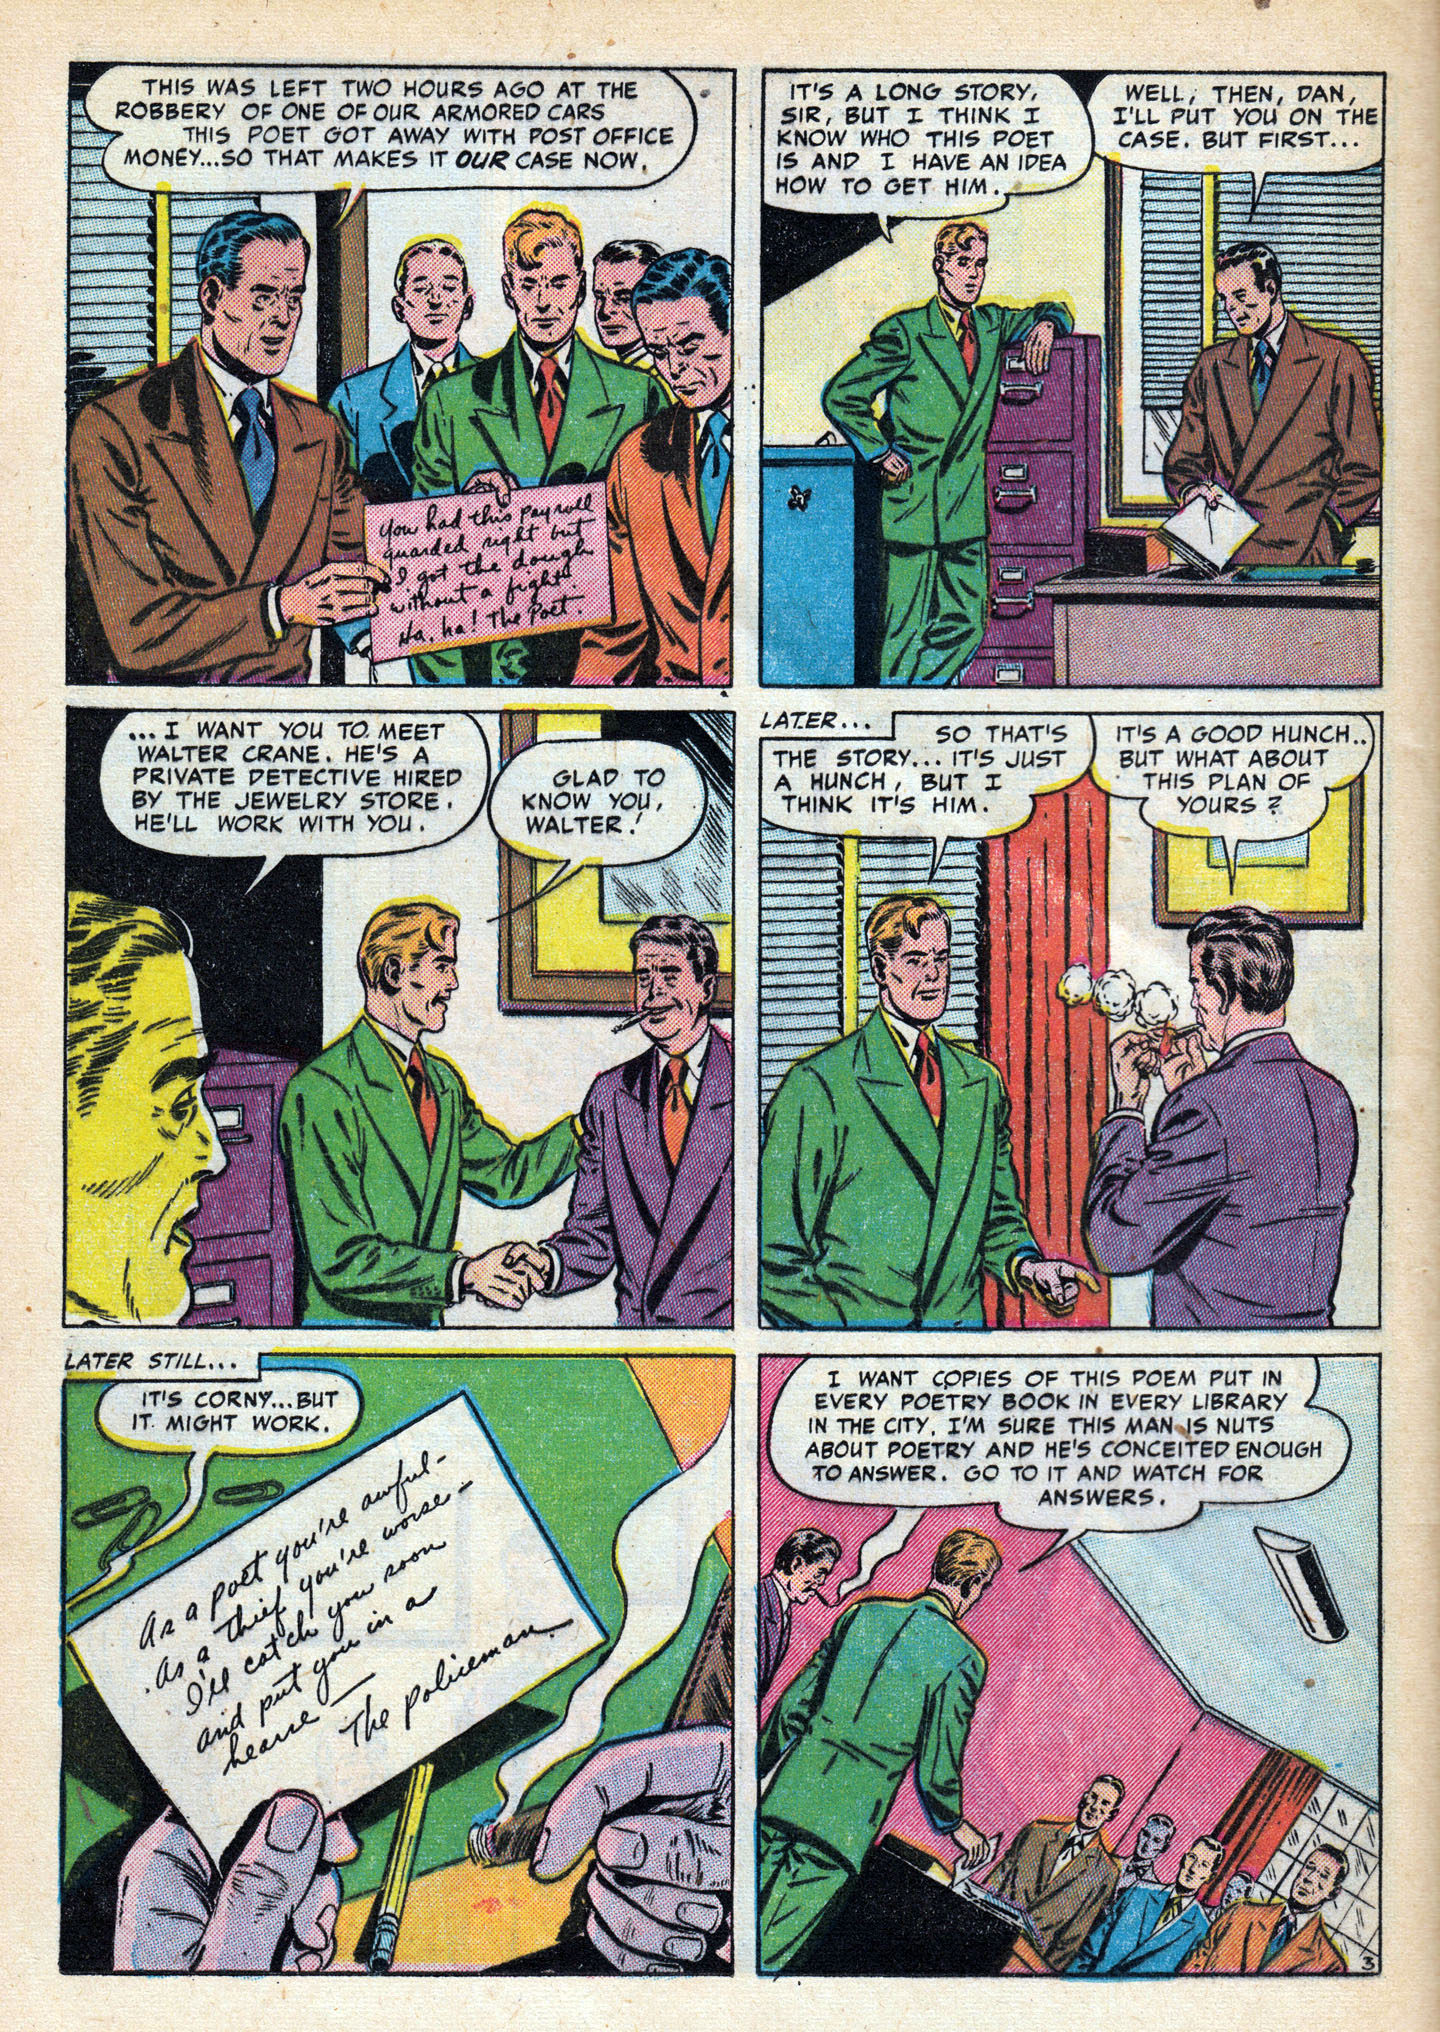 THIS WAS LEFT TWO HOURS AGO AT THE
ROBBERY OF ONE OF OUR ARMORED CARS
THIS POET GOT AWAY WITH POST OFFICE
MONEY...SO THAT MAKES IT OUR CASE NOW.
You had this payroll
guarded right but
I got the dough
without a fight!
Ha, ha! The Poet.
IT'S A LONG STORY,
SIR, BUT I THINK I
KNOW WHO THIS POET
IS AND I HAVE AN IDEA
HOW TO GET HIM.
WELL, THEN, DAN,
I'LL PUT YOU ON THE
CASE. BUT FIRST...
...I WANT YOU TO MEET
WALTER CRANE. HE'S A
PRIVATE DETECTIVE HIRED
BY THE JEWELRY STORE.
HE'LL WORK WITH YOU.
GLAD TO
KNOW YOU,
WALTER!
LATER...
SO THAT'S
THE STORY... IT'S JUST
A HUNCH, BUT I
THINK IT'S HIM.
IT'S A GOOD HUNCH..
BUT WHAT ABOUT
THIS PLAN OF
YOURS?
LATER STILL...
IT'S CORNY...BUT
IT MIGHT WORK.
As a poet you're awful-
As a thief you're worse-
I'll catch you soon
and put you in a
hearse—
The Policeman.
I WANT COPIES OF THIS POEM PUT IN
EVERY POETRY BOOK IN EVERY LIBRARY
IN THE CITY. I'M SURE THIS MAN IS NUTS
ABOUT POETRY AND HE'S CONCEITED ENOUGH
TO ANSWER. GO TO IT AND WATCH FOR
ANSWERS.
3